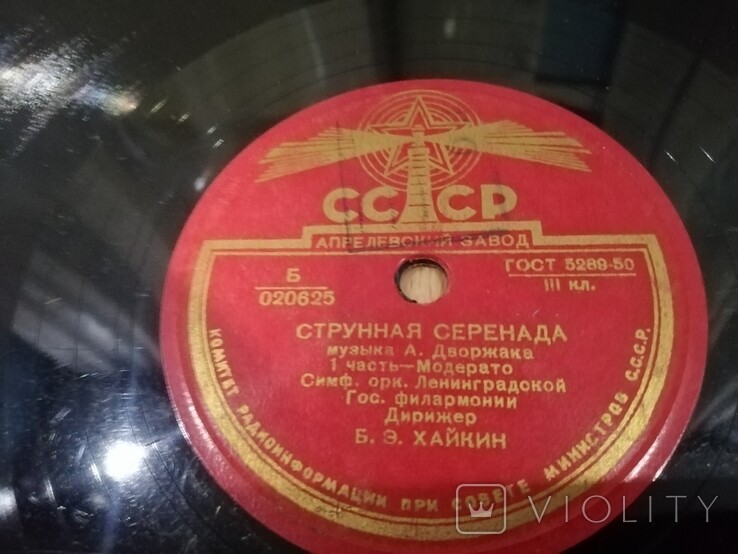 СССР
АПРЕЛЕВСКИЙ ЗАВОД
Б
020625
ГОСТ 5289-50
III кл.
СТРУННАЯ СЕРЕНАДА
музыка А. Дворжака
1 часть—Модерато
Симф. орк. Ленинградской
Гос. филармонии
Дирижер
Б. Э. ХАЙКИН
КОМИТЕТ РАДИОИНФОРМАЦИИ ПРИ СОВЕТЕ МИНИСТРОВ С.С.С.Р.
VIOLITY